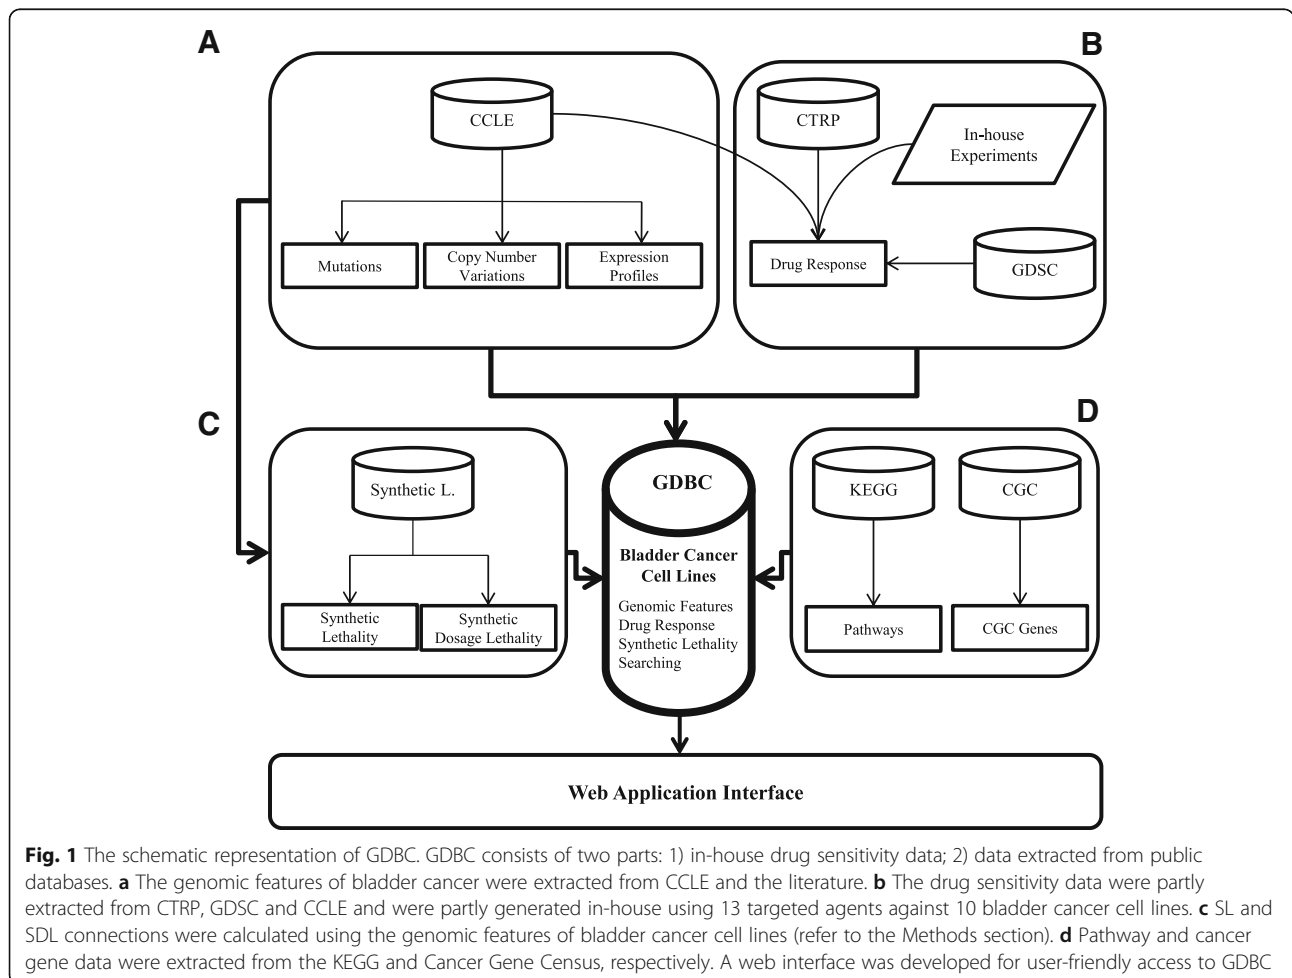 A
B
CCLE
CTRP
In-house
Experiments
Mutations
Copy Number
Variations
Expression
Profiles
Drug Response
GDSC
C
D
Synthetic L.
GDBC
KEGG
CGC
Bladder Cancer
Cell Lines
Genomic Features
Drug Response
Synthetic Lethality
Searching
Synthetic
Lethality
Synthetic
Dosage Lethality
Pathways
CGC Genes
Web Application Interface
Fig. 1 The schematic representation of GDBC. GDBC consists of two parts: 1) in-house drug sensitivity data; 2) data extracted from public
databases. a The genomic features of bladder cancer were extracted from CCLE and the literature. b The drug sensitivity data were partly
extracted from CTRP, GDSC and CCLE and were partly generated in-house using 13 targeted agents against 10 bladder cancer cell lines. c SL and
SDL connections were calculated using the genomic features of bladder cancer cell lines (refer to the Methods section). d Pathway and cancer
gene data were extracted from the KEGG and Cancer Gene Census, respectively. A web interface was developed for user-friendly access to GDBC